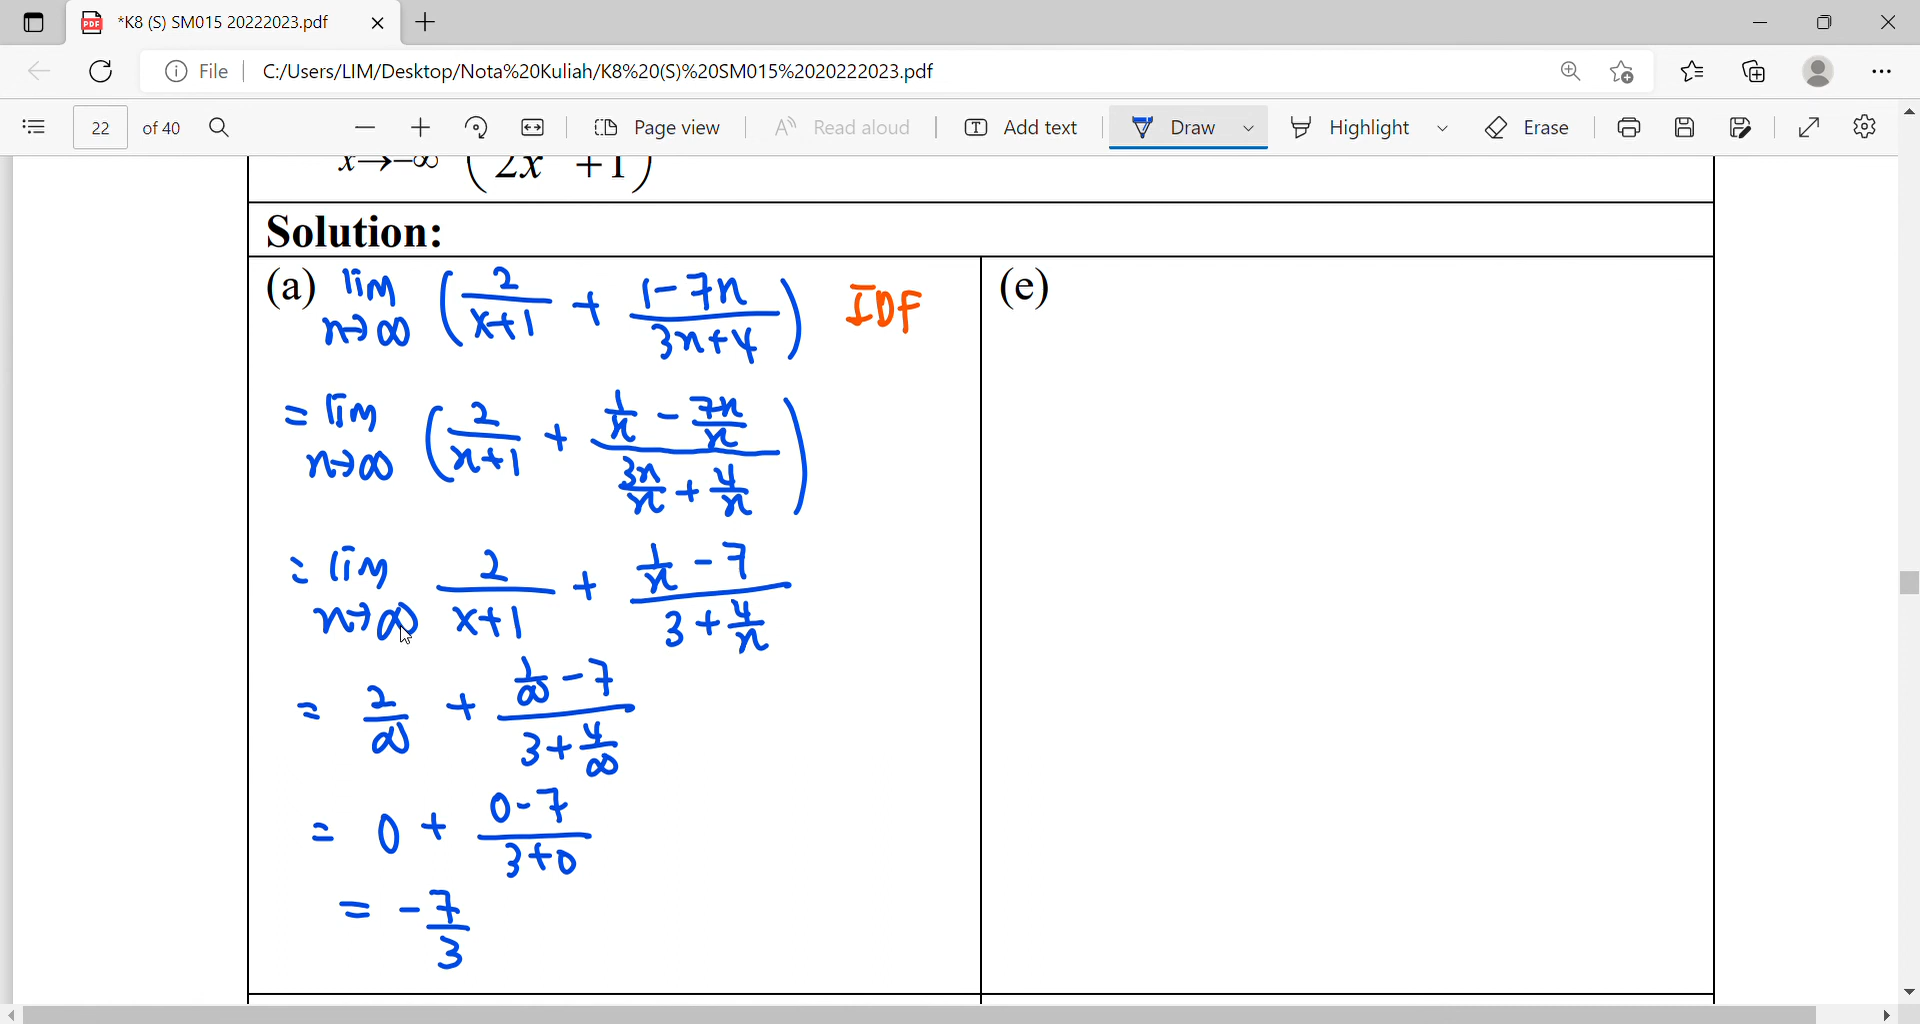 *K8 (S) SM015 20222023.pdf
File C:/Users/LIM/Desktop/Nota%20Kuliah/K8%20(S)%20SM015%2020222023.pdf
22 of 40 Page view Read aloud Add text Draw Highlight Erase
x→−∞ (2x +1)
Solution:
(a) lim x→∞ (2/(x+1) + (1-7x)/(3x+4)) IDF
(e)
= lim x→∞ (2/(x+1) + (1/x - 7x/x)/(3x/x + 4/x))
= lim x→∞ 2/(x+1) + (1/x - 7)/(3 + 4/x)
= 2/∞ + (1/∞ - 7)/(3 + 4/∞)
= 0 + (0-7)/(3+0)
= -7/3